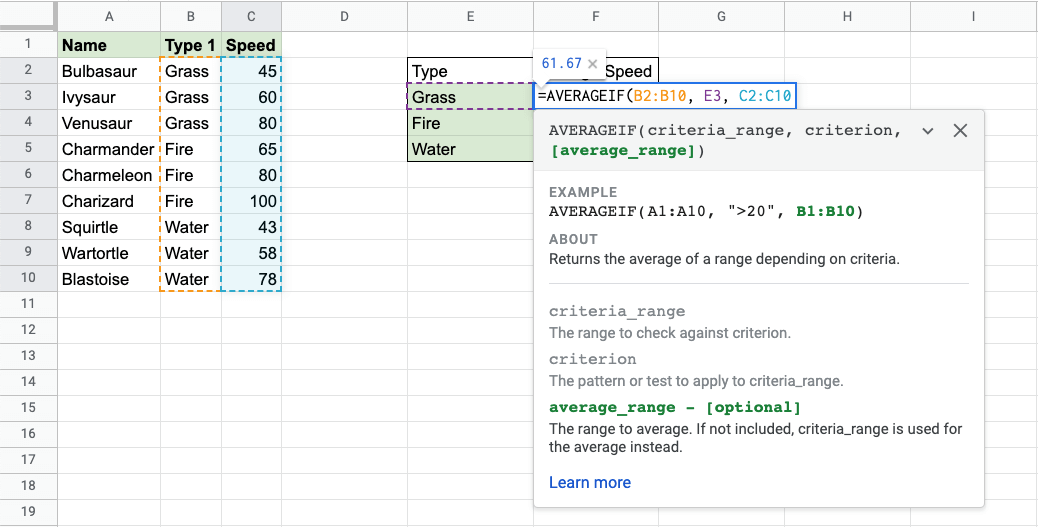 A B C D E F G H I
1 Name Type 1 Speed
2 Bulbasaur Grass 45 Type Speed
61.67 ×
3 Ivysaur Grass 60 Grass =AVERAGEIF(B2:B10, E3, C2:C10
4 Venusaur Grass 80 Fire
5 Charmander Fire 65 Water
6 Charmeleon Fire 80
7 Charizard Fire 100
8 Squirtle Water 43
9 Wartortle Water 58
10 Blastoise Water 78
11
12
13
14
15
16
17
18
19
AVERAGEIF(criteria_range, criterion,
[average_range])
EXAMPLE
AVERAGEIF(A1:A10, ">20", B1:B10)
ABOUT
Returns the average of a range depending on criteria.
criteria_range
The range to check against criterion.
criterion
The pattern or test to apply to criteria_range.
average_range - [optional]
The range to average. If not included, criteria_range is used for
the average instead.
Learn more